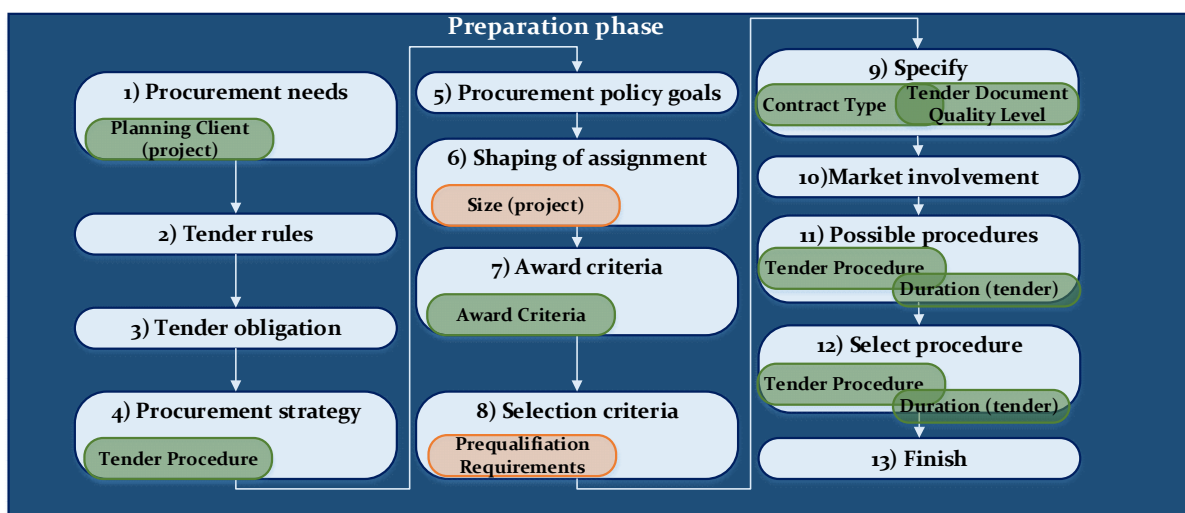 Preparation phase
1) Procurement needs
Planning Client
(project)
2) Tender rules
3) Tender obligation
4) Procurement strategy
Tender Procedure
5) Procurement policy goals
6) Shaping of assignment
Size (project)
7) Award criteria
Award Criteria
8) Selection criteria
Prequalifiation
Requirements
9) Specify
Contract Type
Tender Document
Quality Level
10)Market involvement
11) Possible procedures
Tender Procedure
Duration (tender)
12) Select procedure
Tender Procedure
Duration (tender)
13) Finish